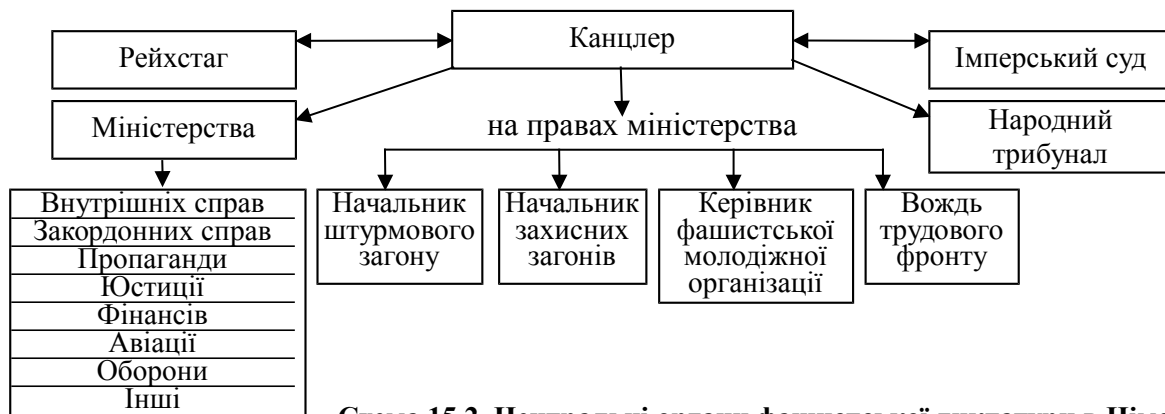 Канцлер
Рейхстаг
Імперський суд
Міністерства
на правах міністерства
Народний
трибунал
Внутрішніх справ
Закордонних справ
Пропаганди
Юстиції
Фінансів
Авіації
Оборони
Інші
Начальник
штурмового
загону
Начальник
захисних
загонів
Керівник
фашистської
молодіжної
організації
Вождь
трудового
фронту